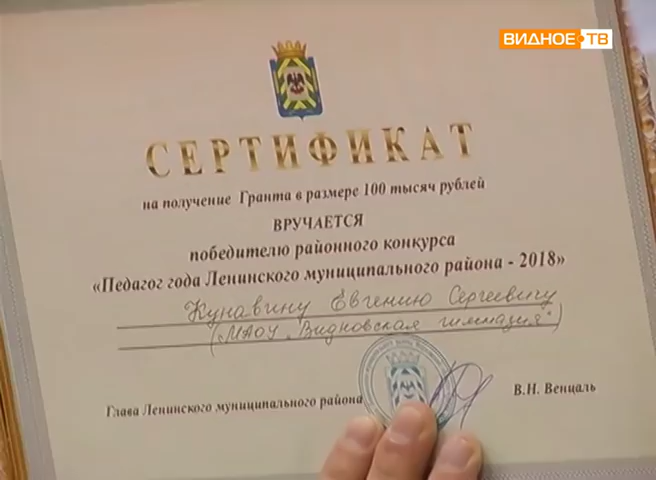 ВИДНОЕ ТВ
СЕРТИФИКАТ
на получение Гранта в размере 100 тысяч рублей
ВРУЧАЕТСЯ
победителю районного конкурса
«Педагог года Ленинского муниципального района - 2018»
Кунавину Евгению Сергеевичу
(МАОУ „Видновская гимназия")
Глава Ленинского муниципального района
В.Н. Венцаль